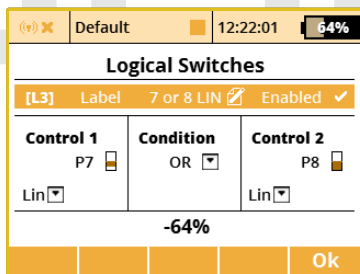 Default 12:22:01 64%
Logical Switches
[L3] Label 7 or 8 LIN Enabled
Control 1 Condition Control 2
P7 OR P8
Lin Lin
-64%
Ok